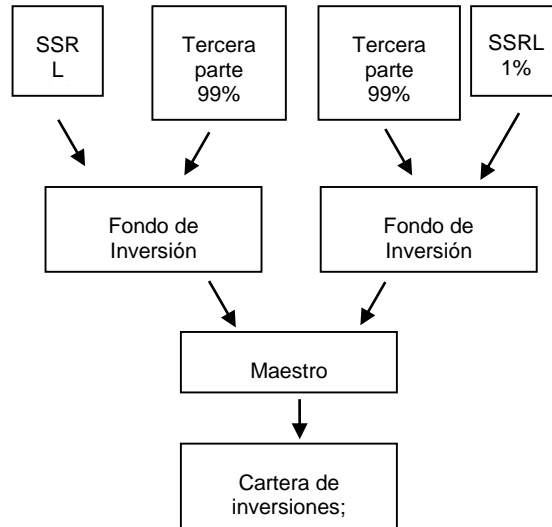 SSR
L
Tercera
parte
99%
Tercera
parte
99%
SSRL
1%
Fondo de
Inversión
Fondo de
Inversión
Maestro
Cartera de
inversiones;